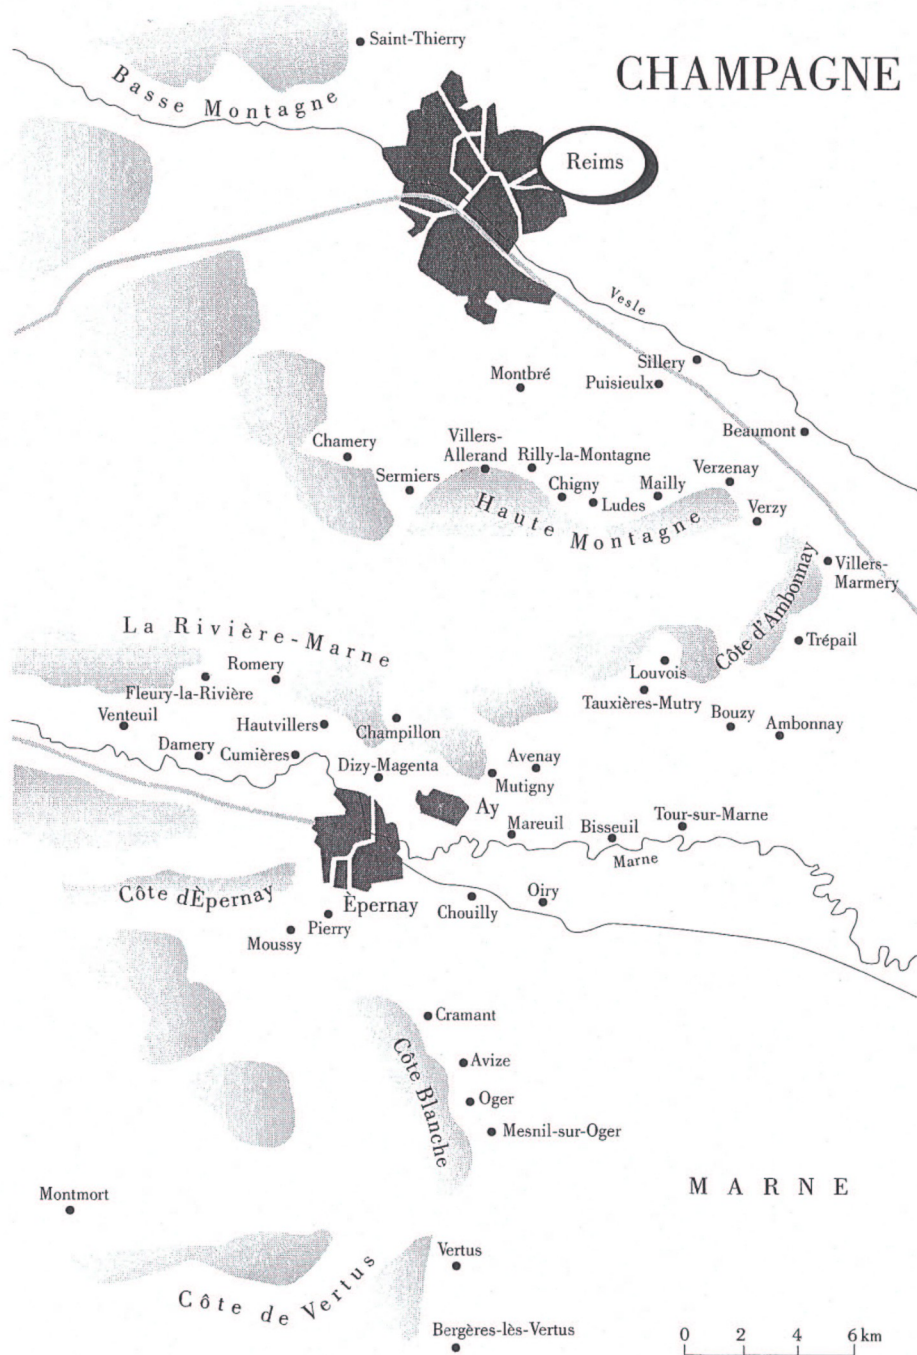 Saint-Thierry
CHAMPAGNE
Basse Montagne
Reims
Vesle
Sillery
Montbré
Puisieulx
Beaumont
Chamery
Villers-
Allerand
Rilly-la-Montagne
Sermiers
Chigny
Mailly
Verzenay
Ludes
Haute Montagne
Verzy
Villers-
Marmery
Côte d'Ambonnay
La Rivière-Marne
Trépail
Romery
Louvois
Fleury-la-Rivière
Tauxières-Mutry
Venteuil
Hautvillers
Champillon
Bouzy
Ambonnay
Damery
Cumières
Dizy-Magenta
Avenay
Mutigny
Ay
Mareuil
Bisseuil
Tour-sur-Marne
Marne
Côte d'Èpernay
Èpernay
Chouilly
Oiry
Pierry
Moussy
Cramant
Côte Blanche
Avize
Oger
Mesnil-sur-Oger
MARNE
Montmort
Vertus
Côte de Vertus
Bergères-lès-Vertus
0 2 4 6 km